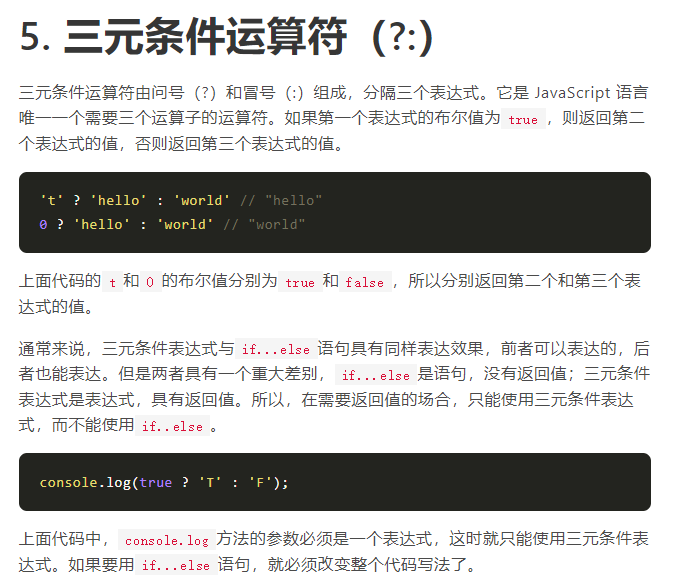 5. 三元条件运算符（?:）
三元条件运算符由问号（?）和冒号（:）组成，分隔三个表达式。它是 JavaScript 语言
唯一一个需要三个运算子的运算符。如果第一个表达式的布尔值为 true ，则返回第二
个表达式的值，否则返回第三个表达式的值。
't' ? 'hello' : 'world' // "hello"
0 ? 'hello' : 'world' // "world"
上面代码的 t 和 0 的布尔值分别为 true 和 false ，所以分别返回第二个和第三个表
达式的值。
通常来说，三元条件表达式与 if...else 语句具有同样表达效果，前者可以表达的，后
者也能表达。但是两者具有一个重大差别， if...else 是语句，没有返回值；三元条件
表达式是表达式，具有返回值。所以，在需要返回值的场合，只能使用三元条件表达
式，而不能使用 if..else 。
console.log(true ? 'T' : 'F');
上面代码中， console.log 方法的参数必须是一个表达式，这时就只能使用三元条件表
达式。如果要用 if...else 语句，就必须改变整个代码写法了。